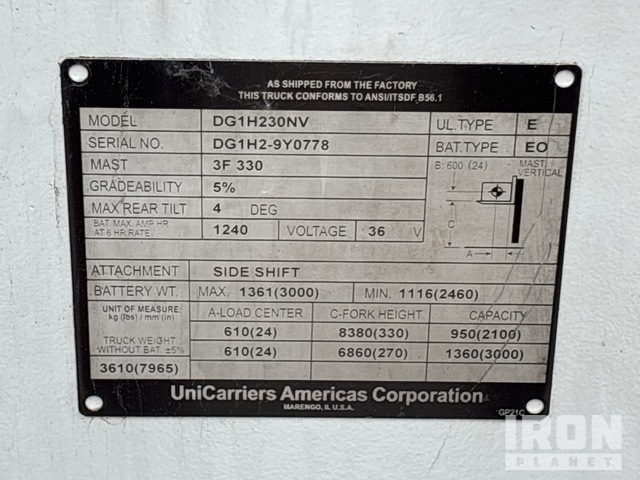 AS SHIPPED FROM THE FACTORY
THIS TRUCK CONFORMS TO ANSI/ITSDF B56.1
MODEL DG1H230NV UL.TYPE E
SERIAL NO. DG1H2-9Y0778 BAT.TYPE EO
MAST 3F 330 B: 600 (24) MAST: VERTICAL
GRADEABILITY 5%
MAX REAR TILT 4 DEG
BAT. MAX. AMP HR AT 6 HR.RATE. 1240 VOLTAGE 36 V
C
A
ATTACHMENT SIDE SHIFT
BATTERY WT. MAX. 1361(3000) MIN. 1116(2460)
UNIT OF MEASURE: kg (lbs) / mm (in) A-LOAD CENTER C-FORK HEIGHT CAPACITY
610(24) 8380(330) 950(2100)
TRUCK WEIGHT WITHOUT BAT. ±5% 610(24) 6860(270) 1360(3000)
3610(7965)
UniCarriers Americas Corporation
MARENGO, IL U.S.A.
GP21C
IRON
PLANET